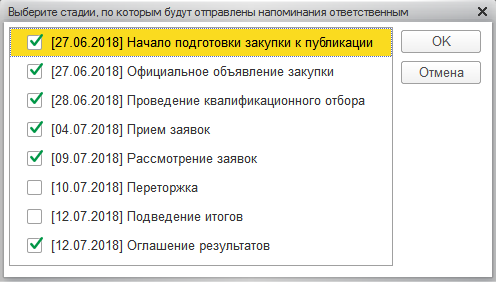 Выберите стадии, по которым будут отправлены напоминания ответственным
[27.06.2018] Начало подготовки закупки к публикации
OK
[27.06.2018] Официальное объявление закупки
Отмена
[28.06.2018] Проведение квалификационного отбора
[04.07.2018] Прием заявок
[09.07.2018] Рассмотрение заявок
[10.07.2018] Переторжка
[12.07.2018] Подведение итогов
[12.07.2018] Оглашение результатов